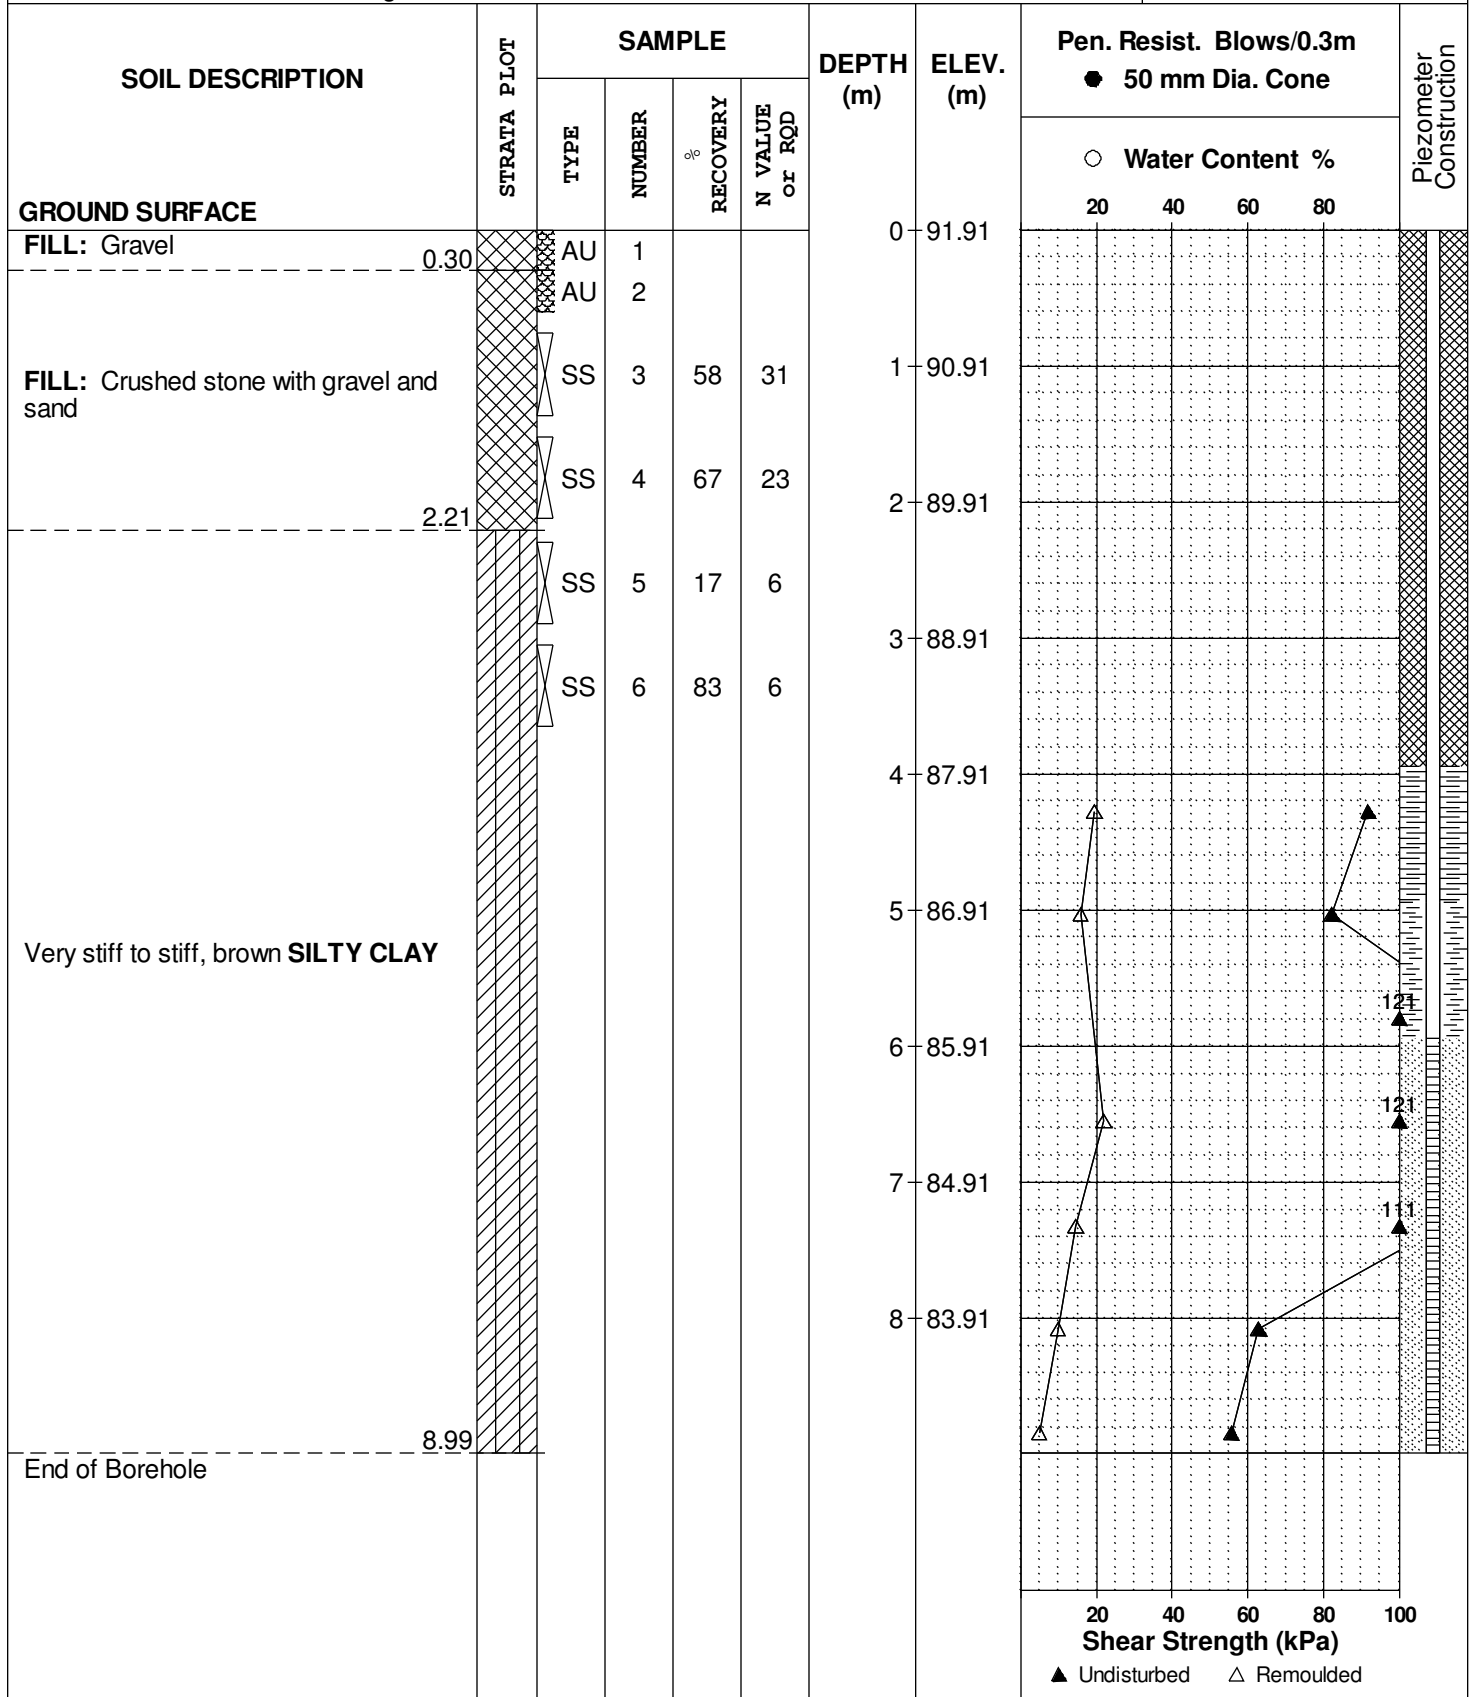 SOIL DESCRIPTION
STRATA PLOT
SAMPLE
TYPE
NUMBER
% RECOVERY
N VALUE or RQD
DEPTH (m)
ELEV. (m)
Pen. Resist. Blows/0.3m
● 50 mm Dia. Cone
○ Water Content %
20 40 60 80
Piezometer Construction
GROUND SURFACE
0 91.91
FILL: Gravel
0.30
AU 1
AU 2
FILL: Crushed stone with gravel and
sand
SS 3 58 31
1 90.91
SS 4 67 23
2 89.91
2.21
SS 5 17 6
3 88.91
SS 6 83 6
4 87.91
5 86.91
Very stiff to stiff, brown SILTY CLAY
121
6 85.91
121
7 84.91
111
8 83.91
8.99
End of Borehole
20 40 60 80 100
Shear Strength (kPa)
▲ Undisturbed △ Remoulded